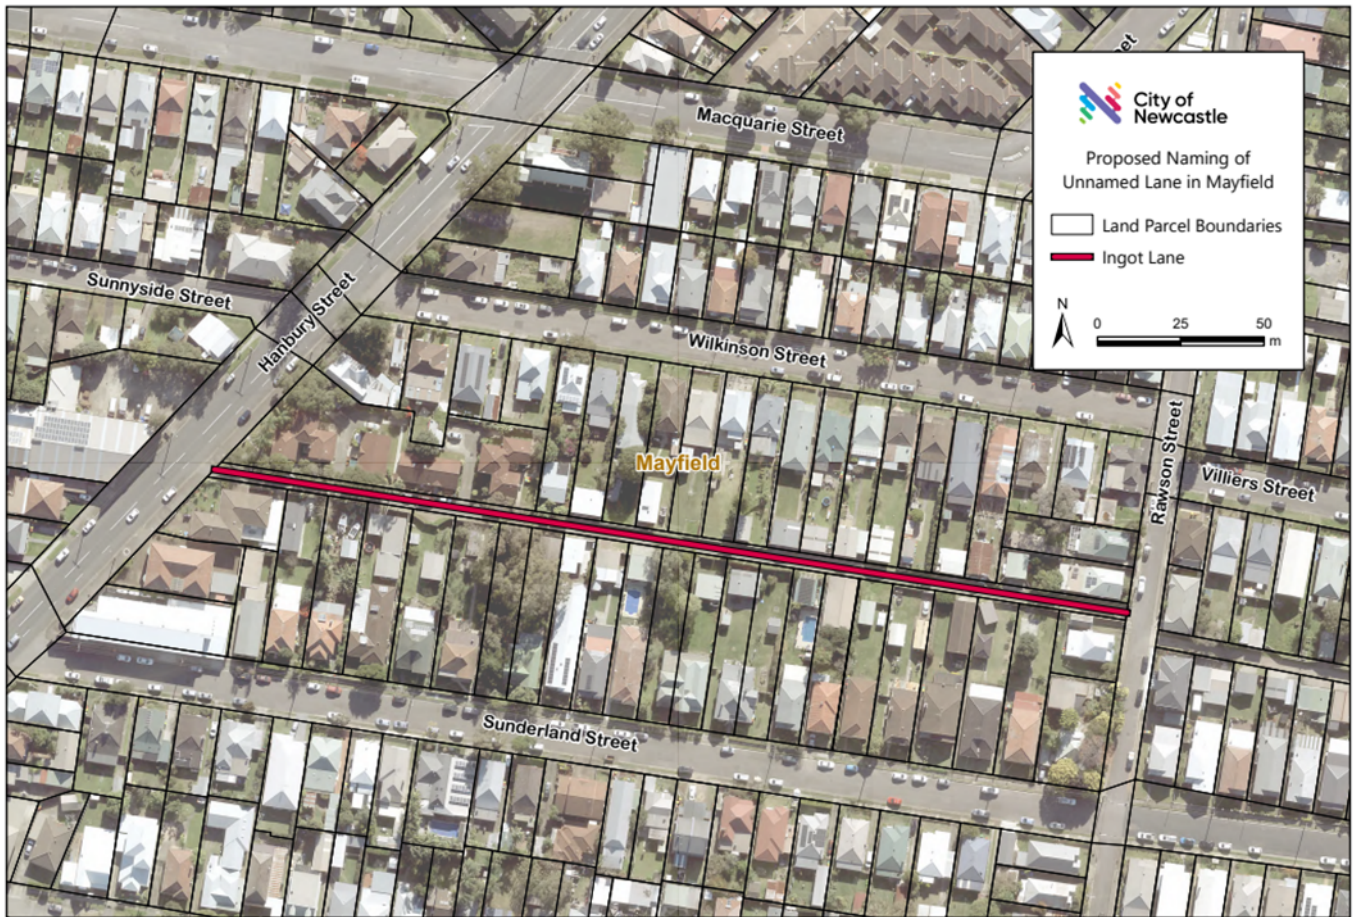 Macquarie Street
eet
City of
Newcastle
Proposed Naming of
Unnamed Lane in Mayfield
Land Parcel Boundaries
Ingot Lane
N
0 25 50
m
Sunnyside Street
Hanbury Street
Wilkinson Street
Mayfield
Rawson Street
Villiers Street
Sunderland Street